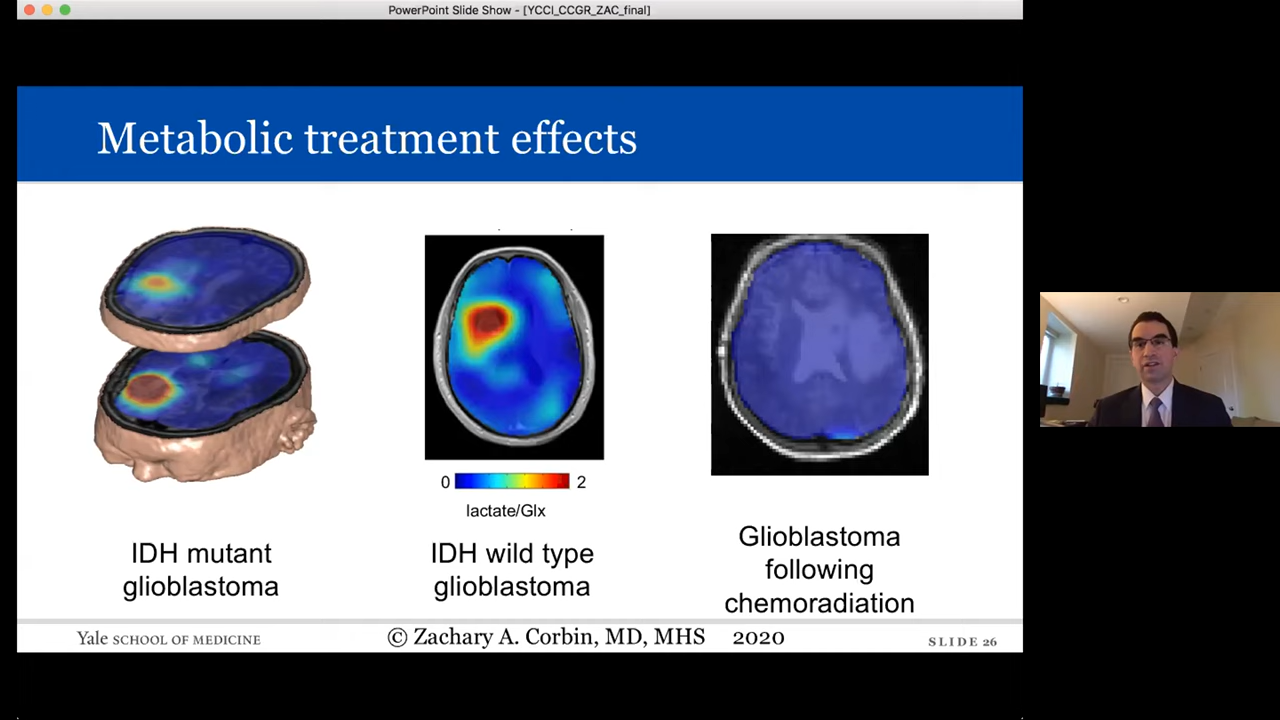 PowerPoint Slide Show - [YCCI_CCGR_ZAC_final]
Metabolic treatment effects
0 2
lactate/Glx
IDH mutant
glioblastoma
IDH wild type
glioblastoma
Glioblastoma
following
chemoradiation
Yale SCHOOL OF MEDICINE
© Zachary A. Corbin, MD, MHS 2020
SLIDE 26